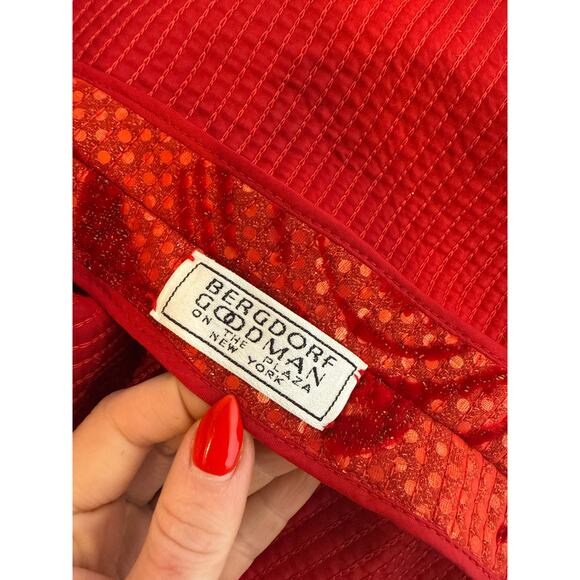 BERGDORF
GOODMAN
ON THE PLAZA
NEW YORK